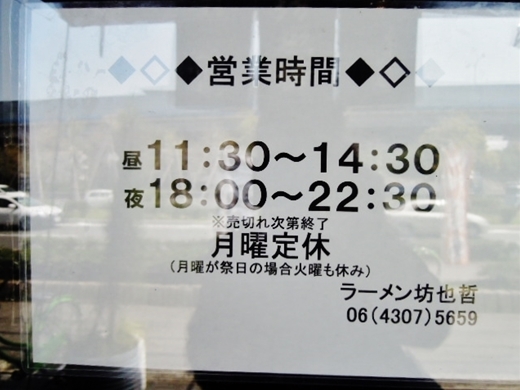 ◆◇◆営業時間◆◇◆
昼11:30～14:30
夜18:00～22:30
※売切れ次第終了
月曜定休
(月曜が祭日の場合火曜も休み)
ラーメン坊也哲
06(4307)5659